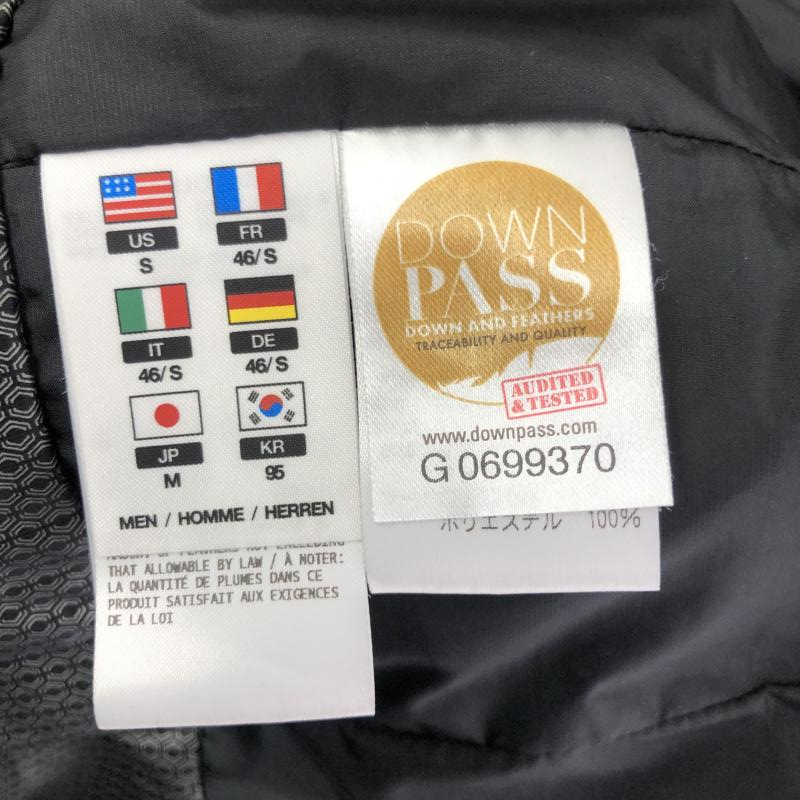 US
S
FR
46/S
IT
46/S
DE
46/S
JP
M
KR
95
MEN / HOMME / HERREN
THAT ALLOWABLE BY LAW / À NOTER:
LA QUANTITÉ DE PLUMES DANS CE
PRODUIT SATISFAIT AUX EXIGENCES
DE LA LOI
DOWN
PASS
DOWN AND FEATHERS
TRACEABILITY AND QUALITY
AUDITED
& TESTED
www.downpass.com
G 0699370
ポリエステル 100%